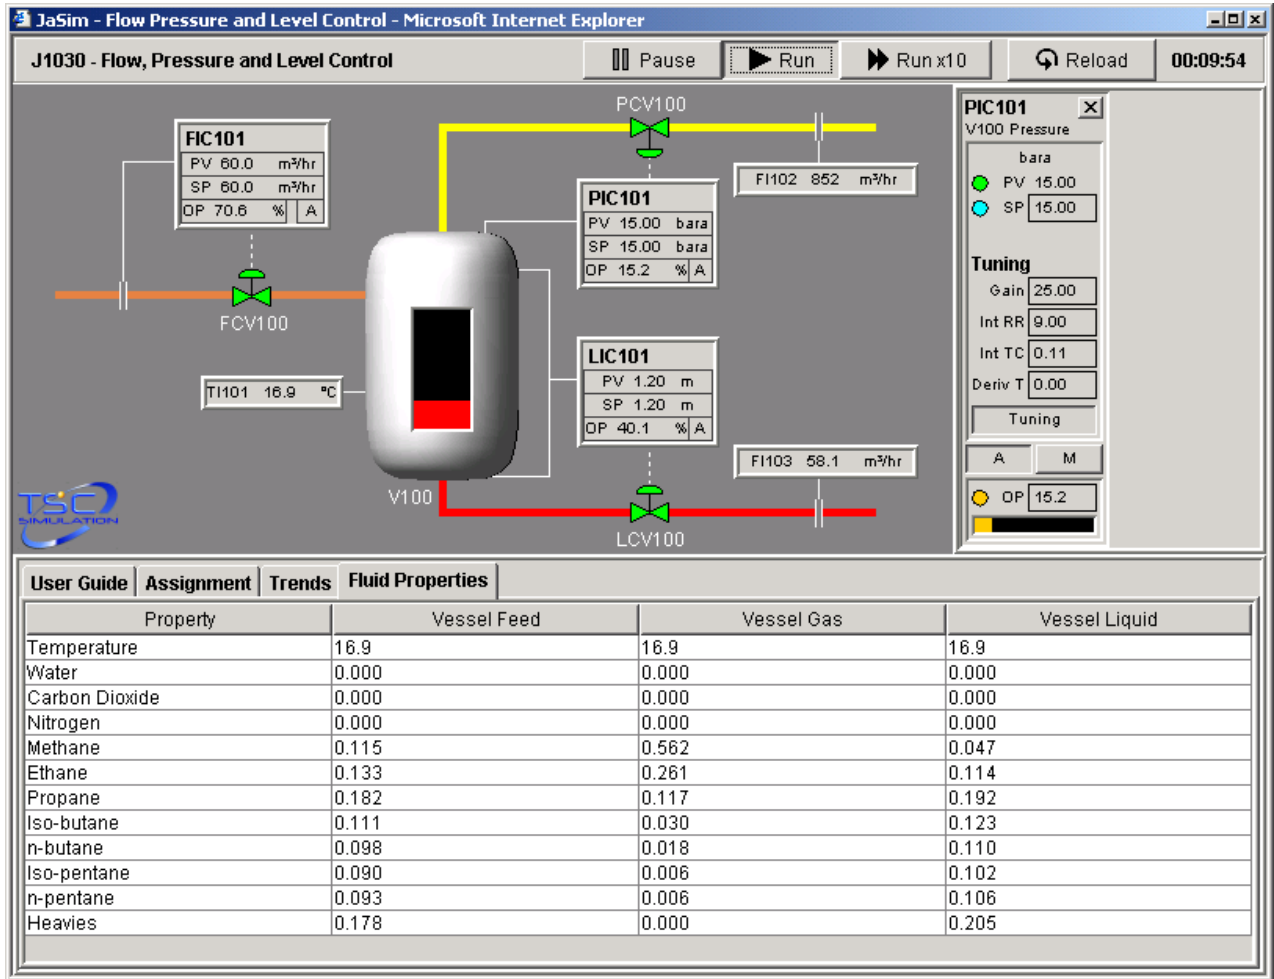 JaSim - Flow Pressure and Level Control - Microsoft Internet Explorer
J1030 - Flow, Pressure and Level Control
Pause
Run
Run x10
Reload
00:09:54
PCV100
FIC101
PV 60.0 m³/hr
SP 60.0 m³/hr
OP 70.6 % A
FCV100
FI102 852 m³/hr
PIC101
PV 15.00 bara
SP 15.00 bara
OP 15.2 % A
TI101 16.9 °C
LIC101
PV 1.20 m
SP 1.20 m
OP 40.1 % A
FI103 58.1 m³/hr
V100
LCV100
TSC
SIMULATION
PIC101
V100 Pressure
bara
PV 15.00
SP 15.00
Tuning
Gain 25.00
Int RR 9.00
Int TC 0.11
Deriv T 0.00
Tuning
A M
OP 15.2
User Guide Assignment Trends Fluid Properties
Property Vessel Feed Vessel Gas Vessel Liquid
Temperature 16.9 16.9 16.9
Water 0.000 0.000 0.000
Carbon Dioxide 0.000 0.000 0.000
Nitrogen 0.000 0.000 0.000
Methane 0.115 0.562 0.047
Ethane 0.133 0.261 0.114
Propane 0.182 0.117 0.192
Iso-butane 0.111 0.030 0.123
n-butane 0.098 0.018 0.110
Iso-pentane 0.090 0.006 0.102
n-pentane 0.093 0.006 0.106
Heavies 0.178 0.000 0.205